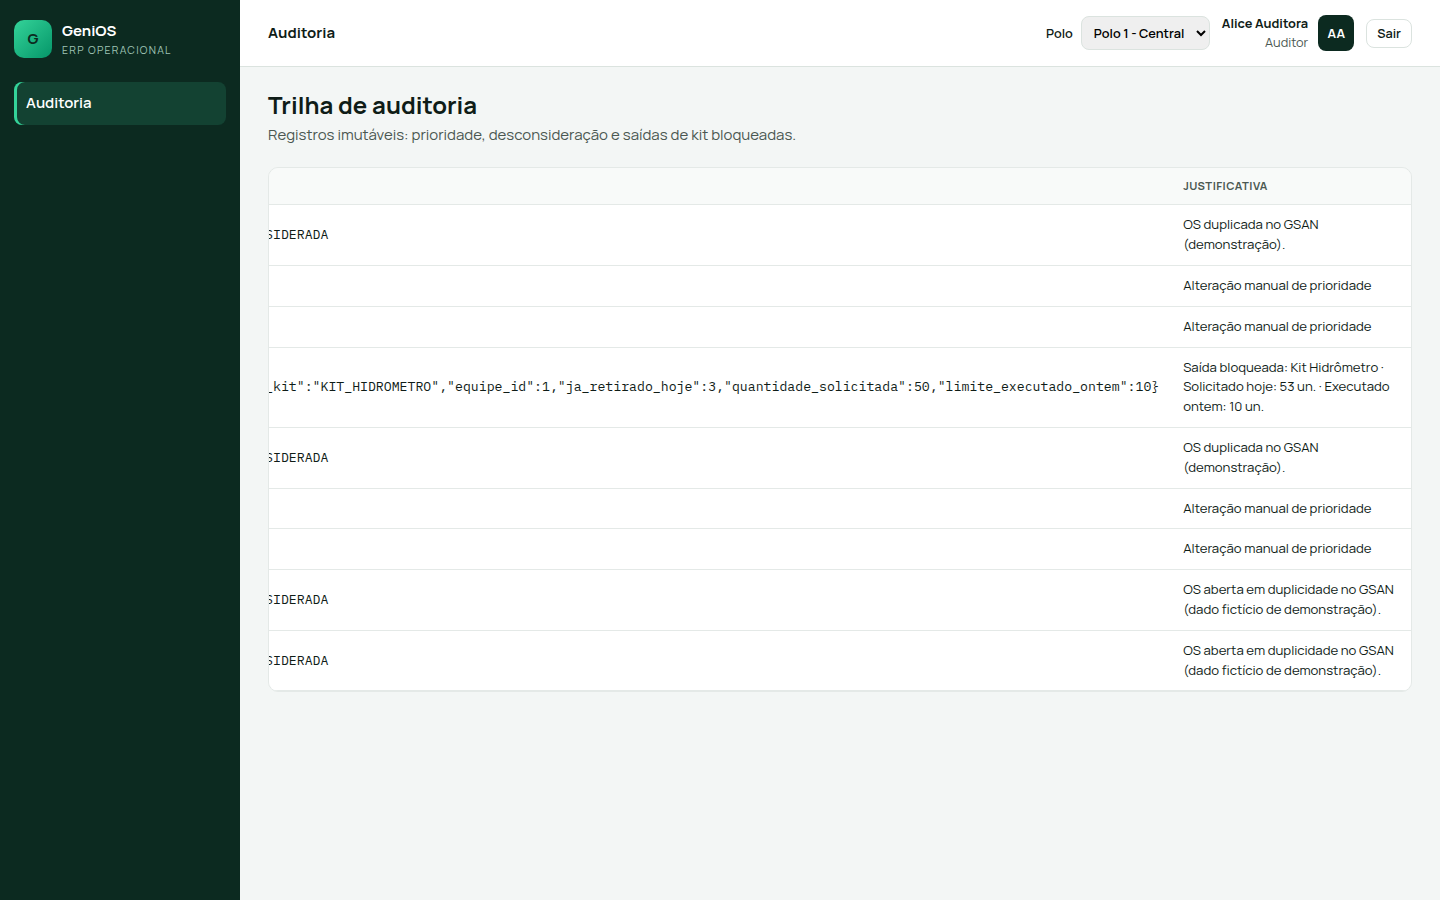 G
GeniOS
ERP OPERACIONAL
Auditoria
Auditoria
Polo
Polo 1 - Central
Alice Auditora
Auditor
AA
Sair
Trilha de auditoria
Registros imutáveis: prioridade, desconsideração e saídas de kit bloqueadas.
JUSTIFICATIVA
SIDERADA
OS duplicada no GSAN
(demonstração).
Alteração manual de prioridade
Alteração manual de prioridade
_kit":"KIT_HIDROMETRO","equipe_id":1,"ja_retirado_hoje":3,"quantidade_solicitada":50,"limite_executado_ontem":10}
Saída bloqueada: Kit Hidrômetro ·
Solicitado hoje: 53 un. · Executado
ontem: 10 un.
SIDERADA
OS duplicada no GSAN
(demonstração).
Alteração manual de prioridade
Alteração manual de prioridade
SIDERADA
OS aberta em duplicidade no GSAN
(dado fictício de demonstração).
SIDERADA
OS aberta em duplicidade no GSAN
(dado fictício de demonstração).